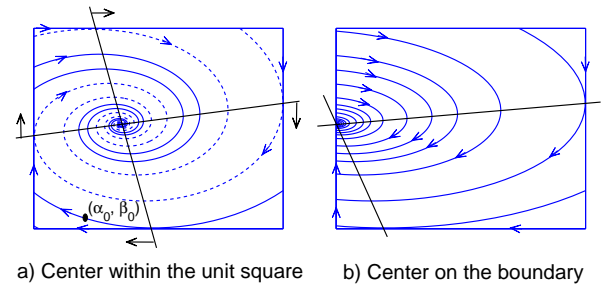 (α₀, β₀)
a) Center within the unit square
b) Center on the boundary